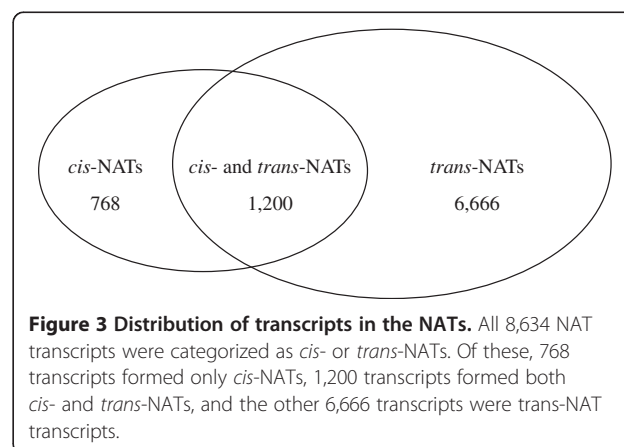 cis-NATs cis- and trans-NATs trans-NATs
768 1,200 6,666
Figure 3 Distribution of transcripts in the NATs. All 8,634 NAT
transcripts were categorized as cis- or trans-NATs. Of these, 768
transcripts formed only cis-NATs, 1,200 transcripts formed both
cis- and trans-NATs, and the other 6,666 transcripts were trans-NAT
transcripts.